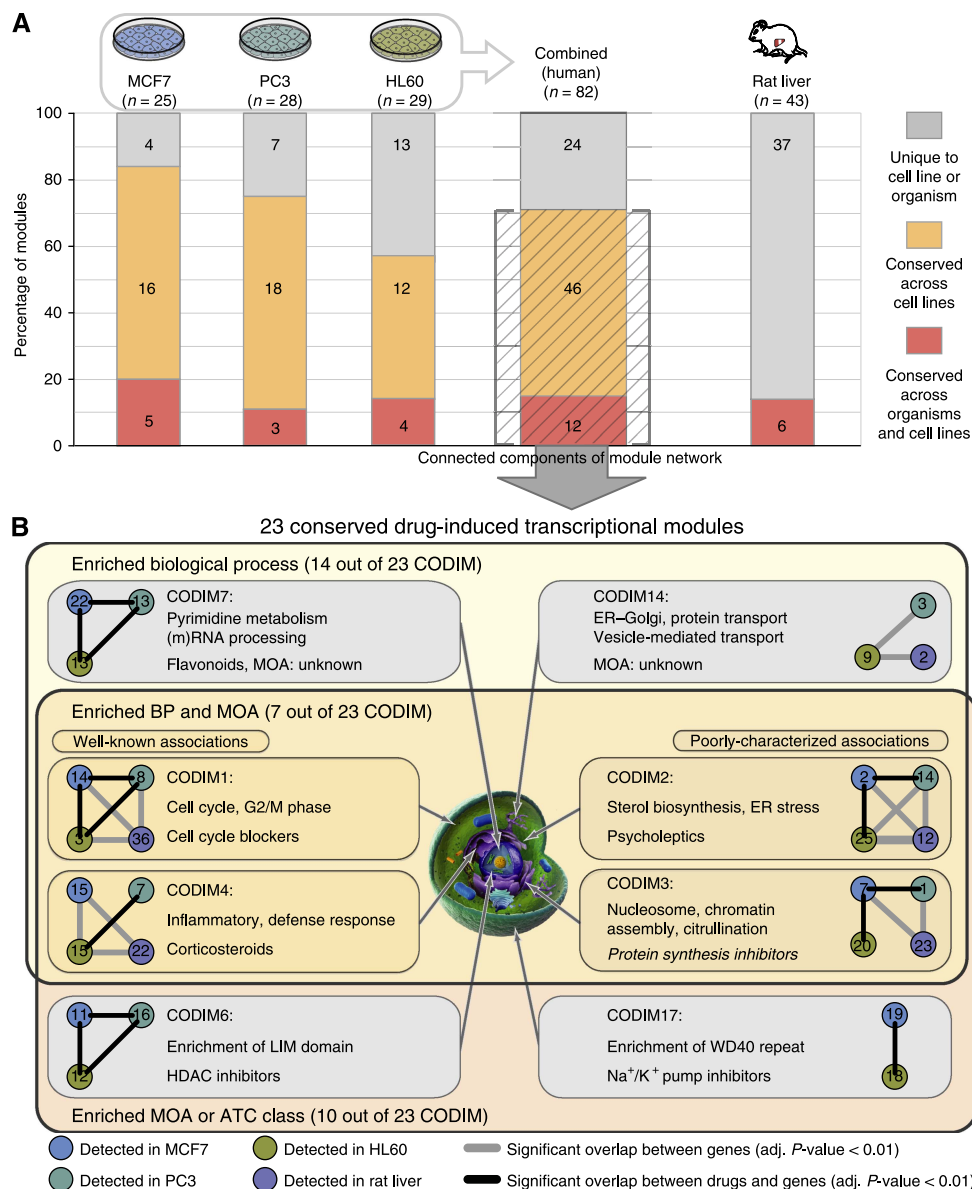 A
MCF7
(n = 25)
PC3
(n = 28)
HL60
(n = 29)
Combined
(human)
(n = 82)
Rat liver
(n = 43)
Percentage of modules
100
80
60
40
20
0
4
16
5
7
18
3
13
12
4
24
46
12
37
6
Unique to
cell line or
organism
Conserved
across
cell lines
Conserved
across
organisms
and cell lines
Connected components of module network
B
23 conserved drug-induced transcriptional modules
Enriched biological process (14 out of 23 CODIM)
22
13
13
CODIM7:
Pyrimidine metabolism
(m)RNA processing
Flavonoids, MOA: unknown
CODIM14:
ER–Golgi, protein transport
Vesicle-mediated transport
MOA: unknown
3
9
2
Enriched BP and MOA (7 out of 23 CODIM)
Well-known associations
Poorly-characterized associations
14
8
3
36
CODIM1:
Cell cycle, G2/M phase
Cell cycle blockers
CODIM2:
Sterol biosynthesis, ER stress
Psycholeptics
2
14
25
12
15
7
15
22
CODIM4:
Inflammatory, defense response
Corticosteroids
CODIM3:
Nucleosome, chromatin
assembly, citrullination
Protein synthesis inhibitors
7
1
20
23
11
16
12
CODIM6:
Enrichment of LIM domain
HDAC inhibitors
CODIM17:
Enrichment of WD40 repeat
Na+/K+ pump inhibitors
19
18
Enriched MOA or ATC class (10 out of 23 CODIM)
Detected in MCF7
Detected in HL60
Significant overlap between genes (adj. P-value < 0.01)
Detected in PC3
Detected in rat liver
Significant overlap between drugs and genes (adj. P-value < 0.01)